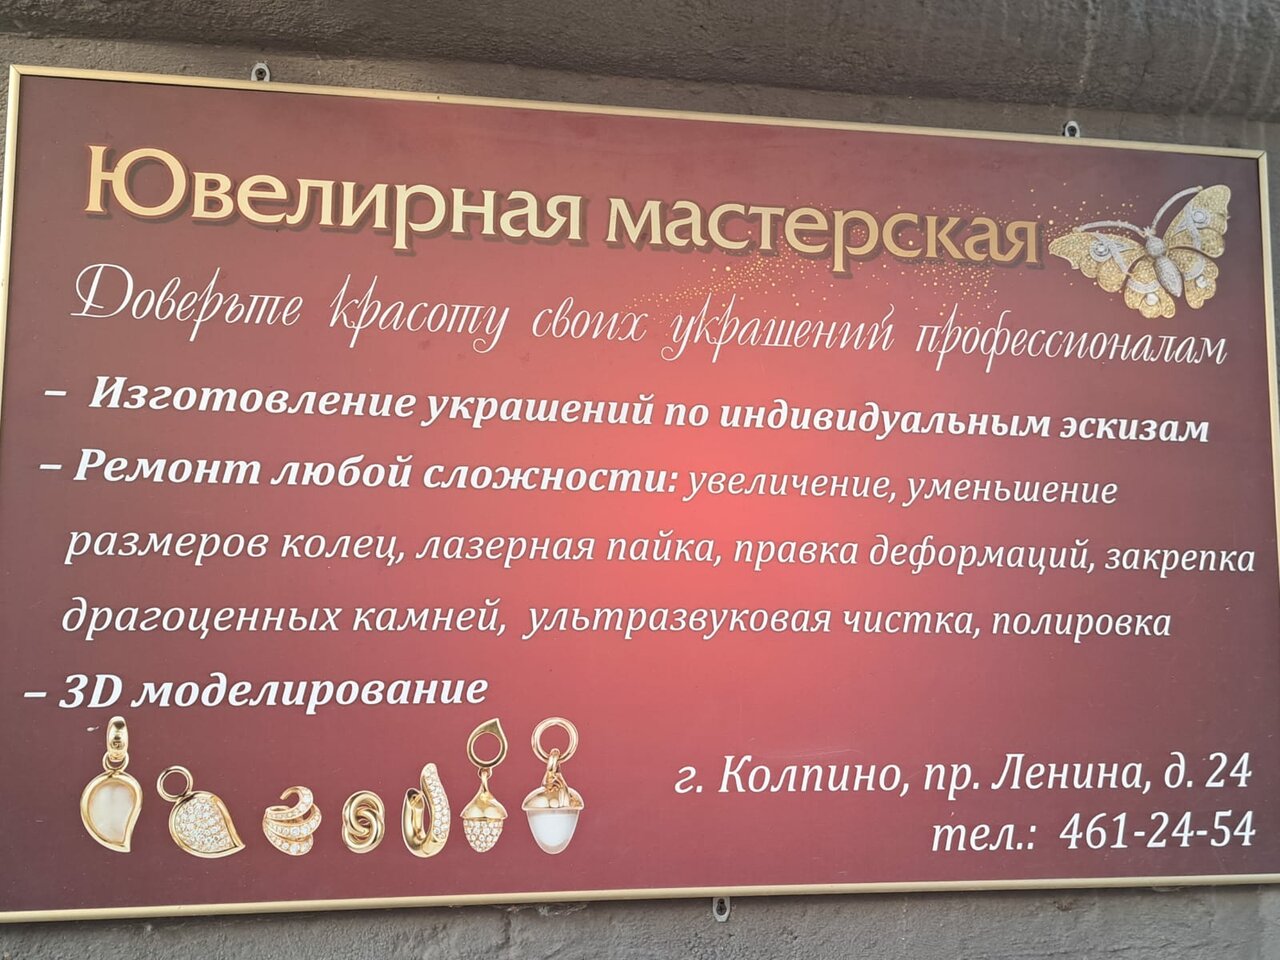 Ювелирная мастерская
Доверьте красоту своих украшений профессионалам
– Изготовление украшений по индивидуальным эскизам
– Ремонт любой сложности: увеличение, уменьшение
размеров колец, лазерная пайка, правка деформаций, закрепка
драгоценных камней, ультразвуковая чистка, полировка
– 3D моделирование
г. Колпино, пр. Ленина, д. 24
тел.: 461-24-54